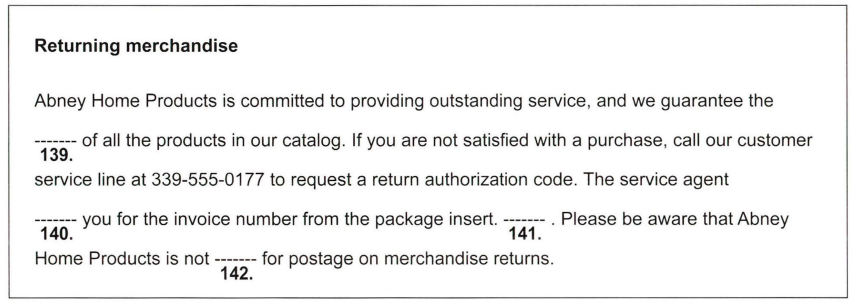 Returning merchandise
Abney Home Products is committed to providing outstanding service, and we guarantee the
------- of all the products in our catalog. If you are not satisfied with a purchase, call our customer
139.
service line at 339-555-0177 to request a return authorization code. The service agent
------- you for the invoice number from the package insert. ------- . Please be aware that Abney
140. 141.
Home Products is not ------- for postage on merchandise returns.
142.